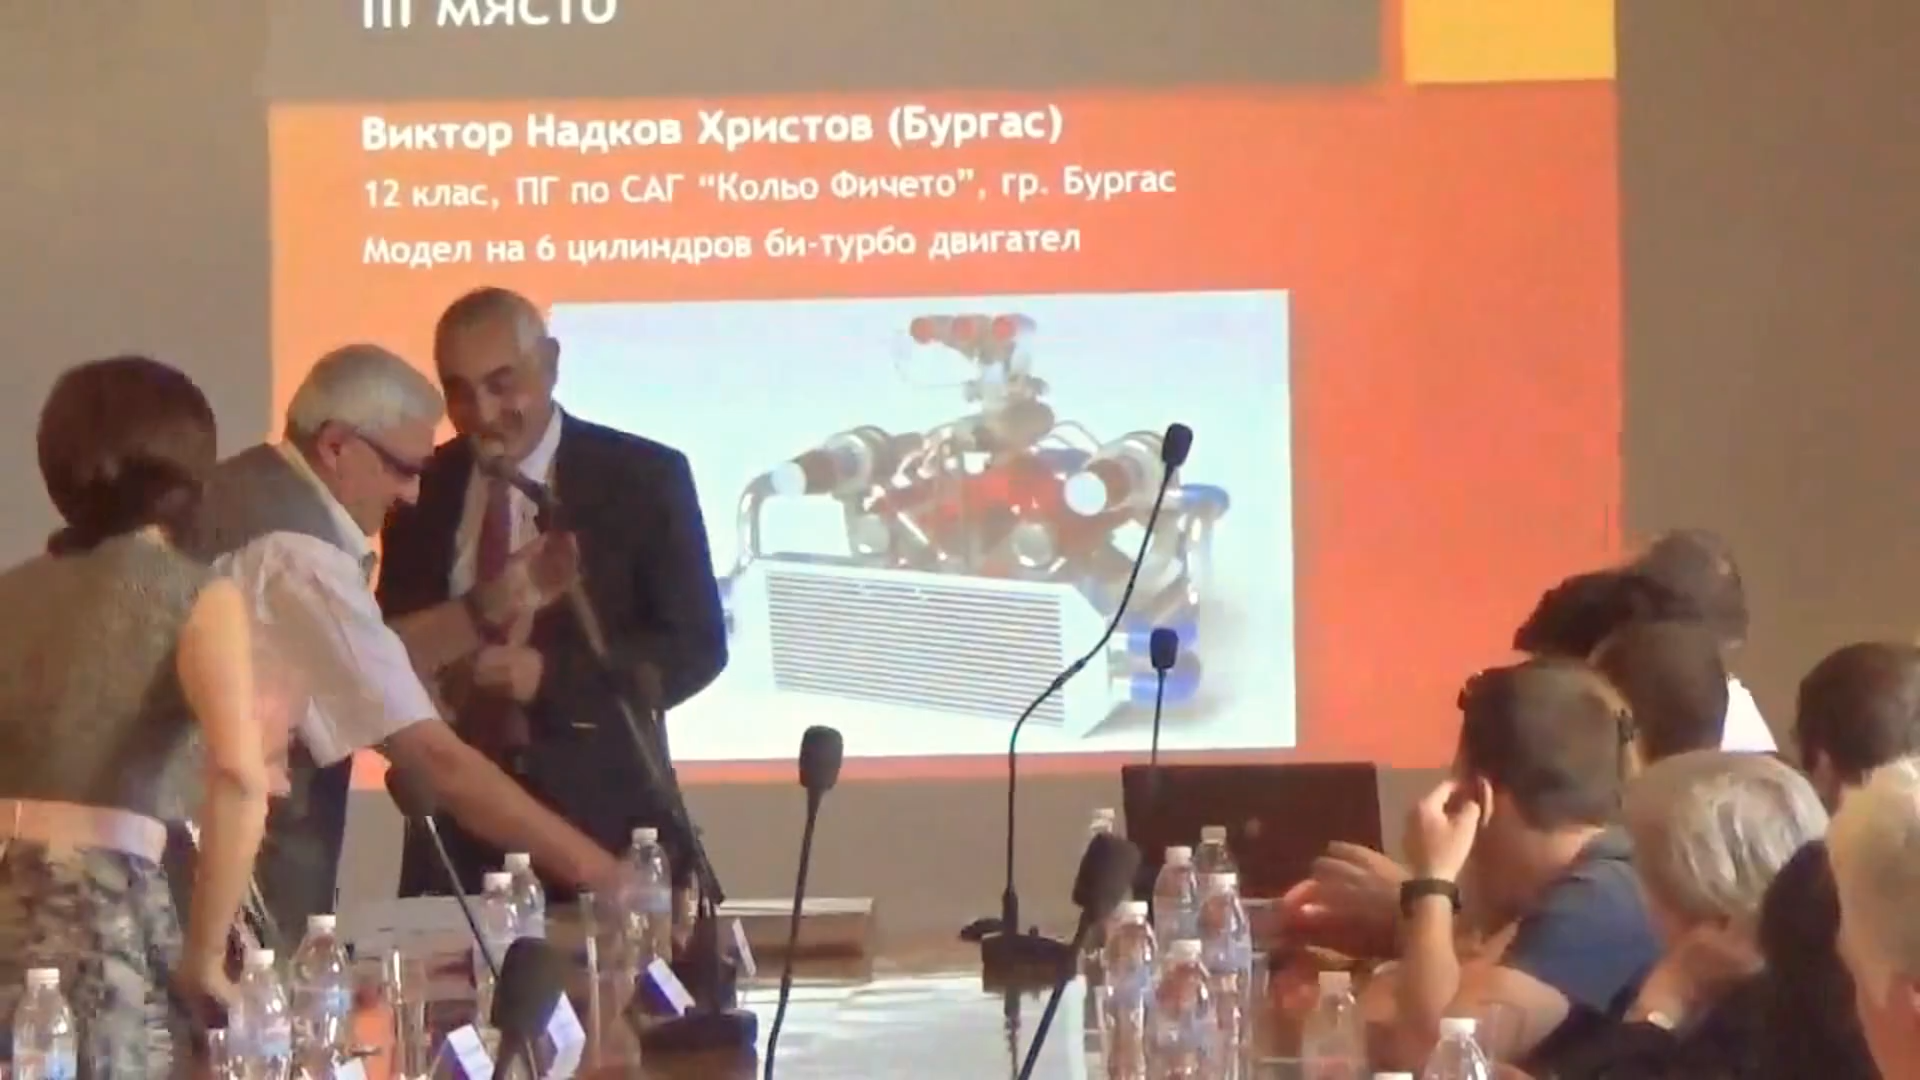 III място
Виктор Надков Христов (Бургас)
12 клас, ПГ по САГ “Кольо Фичето”, гр. Бургас
Модел на 6 цилиндров би-турбо двигател